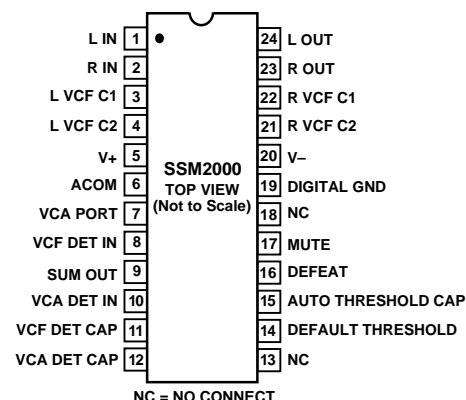 L IN 1 24 L OUT
R IN 2 23 R OUT
L VCF C1 3 22 R VCF C1
L VCF C2 4 21 R VCF C2
V+ 5 20 V–
ACOM 6 19 DIGITAL GND
VCA PORT 7 18 NC
VCF DET IN 8 17 MUTE
SUM OUT 9 16 DEFEAT
VCA DET IN 10 15 AUTO THRESHOLD CAP
VCF DET CAP 11 14 DEFAULT THRESHOLD
VCA DET CAP 12 13 NC
SSM2000
TOP VIEW
(Not to Scale)
NC = NO CONNECT